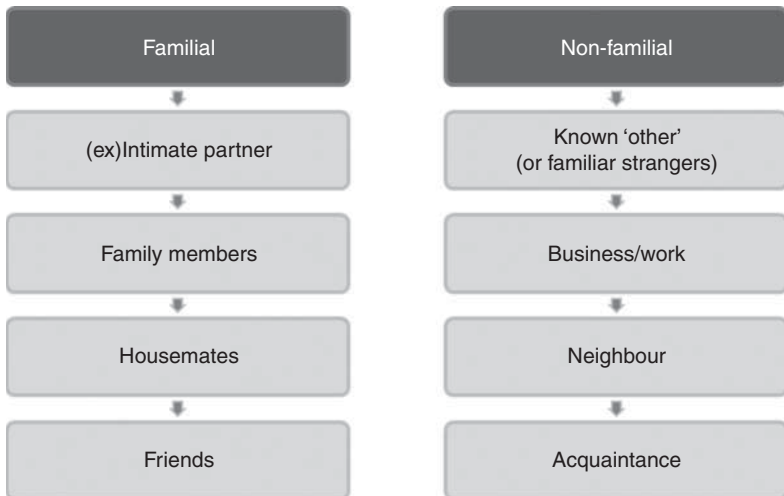 Familial
(ex)Intimate partner
Family members
Housemates
Friends
Non-familial
Known ‘other’
(or familiar strangers)
Business/work
Neighbour
Acquaintance